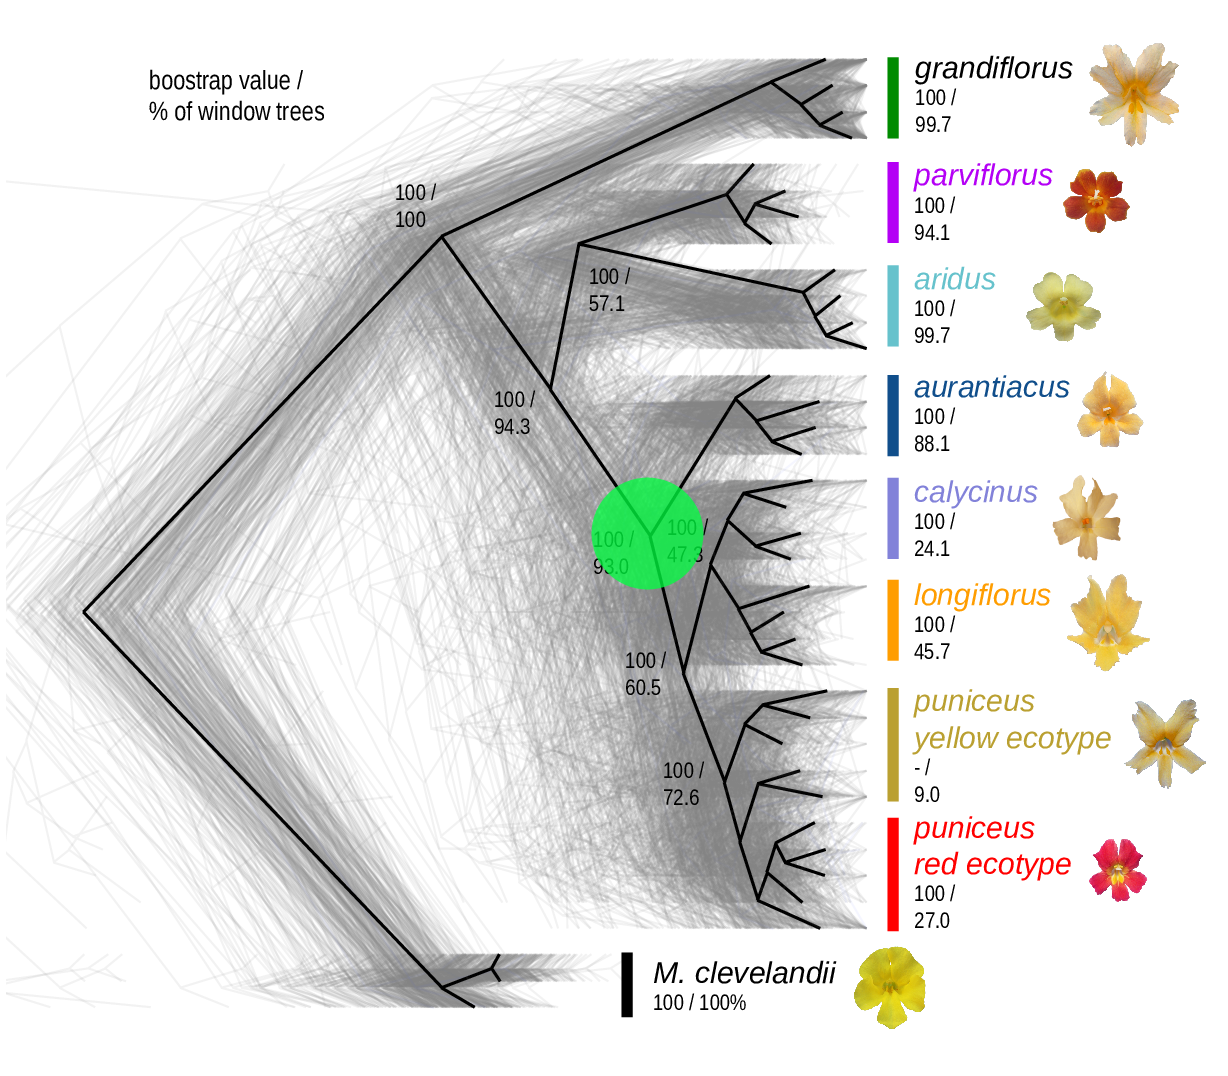 boostrap value /
% of window trees
grandiflorus
100 /
99.7
100 /
100
parviflorus
100 /
94.1
100 /
57.1
aridus
100 /
99.7
100 /
94.3
aurantiacus
100 /
88.1
100 /
93.0
100 /
47.3
calycinus
100 /
24.1
longiflorus
100 /
45.7
100 /
60.5
puniceus
yellow ecotype
- /
9.0
100 /
72.6
puniceus
red ecotype
100 /
27.0
M. clevelandii
100 / 100%